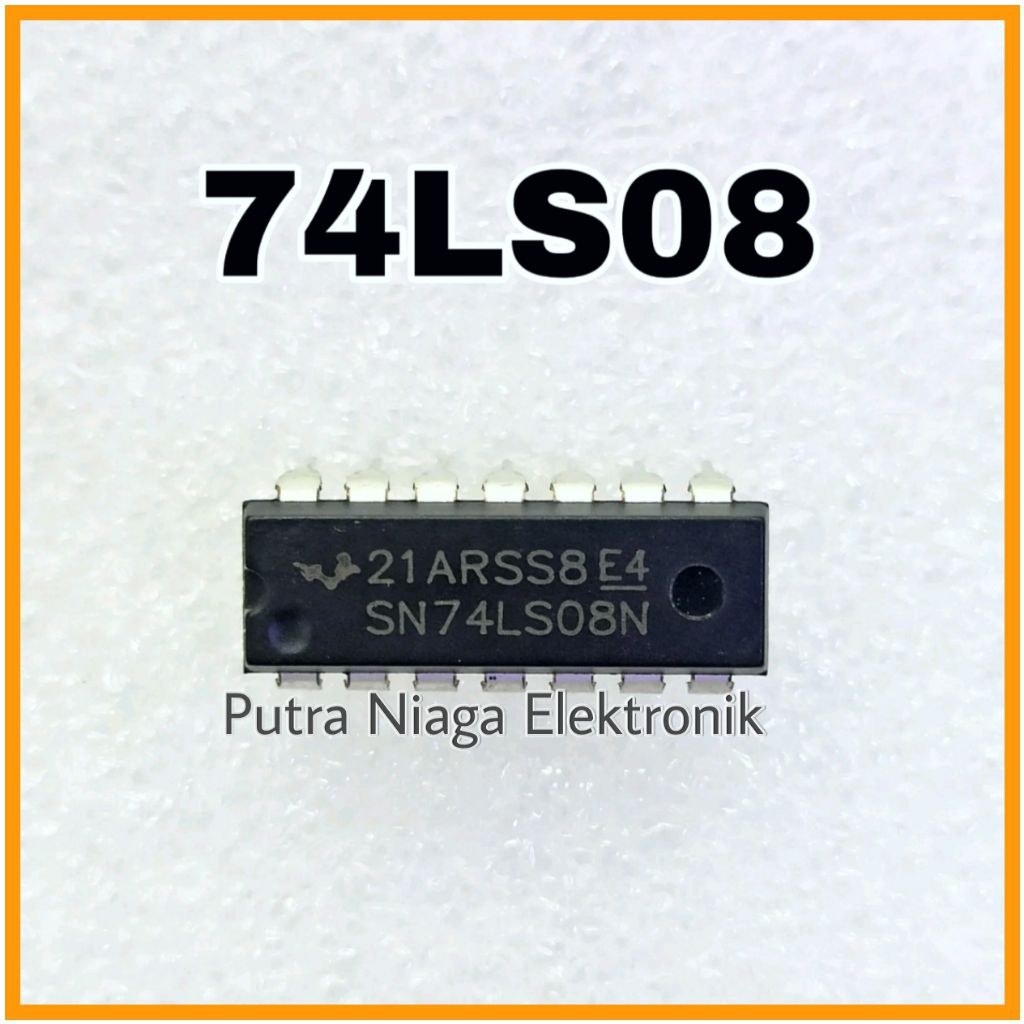 74LS08
21ARSS8 E4
SN74LS08N
Putra Niaga Elektronik